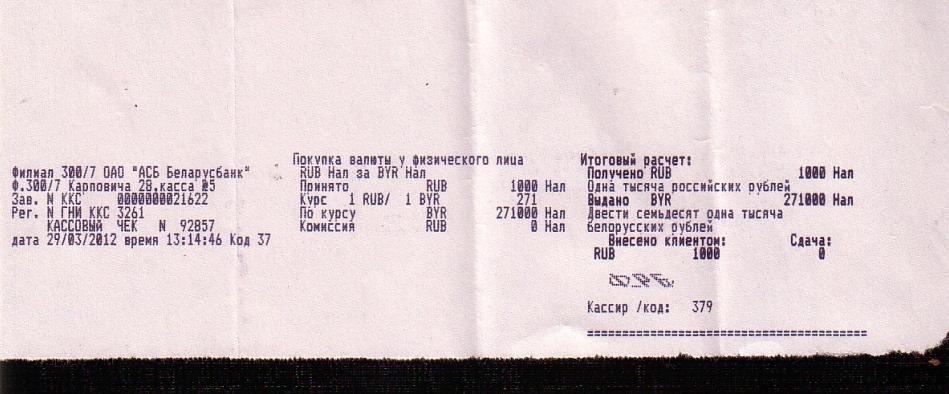 Филиал 300/7 ОАО "АСБ Беларусбанк"
Ф.300/7 Карповича 28,касса №5
Зав. N ККС 0000000021622
Рег. N ГНИ ККС 3261
КАССОВЫЙ ЧЕК N 92857
дата 29/03/2012 время 13:14:46 Код 37
Покупка валюты у физического лица
RUB Нал за BYR Нал
Принято RUB 1000 Нал
Курс 1 RUB/ 1 BYR 271
По курсу BYR 271000 Нал
Комиссия RUB 0 Нал
Итоговый расчет:
Получено RUB 1000 Нал
Одна тысяча российских рублей
Выдано BYR 271000 Нал
Двести семьдесят одна тысяча
белорусских рублей
Внесено клиентом: Сдача:
RUB 1000 0
Кассир /код: 379